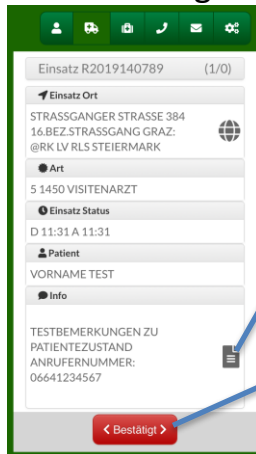 Einsatz R2019140789 (1/0)
Einsatz Ort
STRASSGANGER STRASSE 384
16.BEZ.STRASSGANG GRAZ:
@RK LV RLS STEIERMARK
Art
5 1450 VISITENARZT
Einsatz Status
D 11:31 A 11:31
Patient
VORNAME TEST
Info
TESTBEMERKUNGEN ZU
PATIENTEZUSTAND
ANRUFERNUMMER:
06641234567
< Bestätigt >